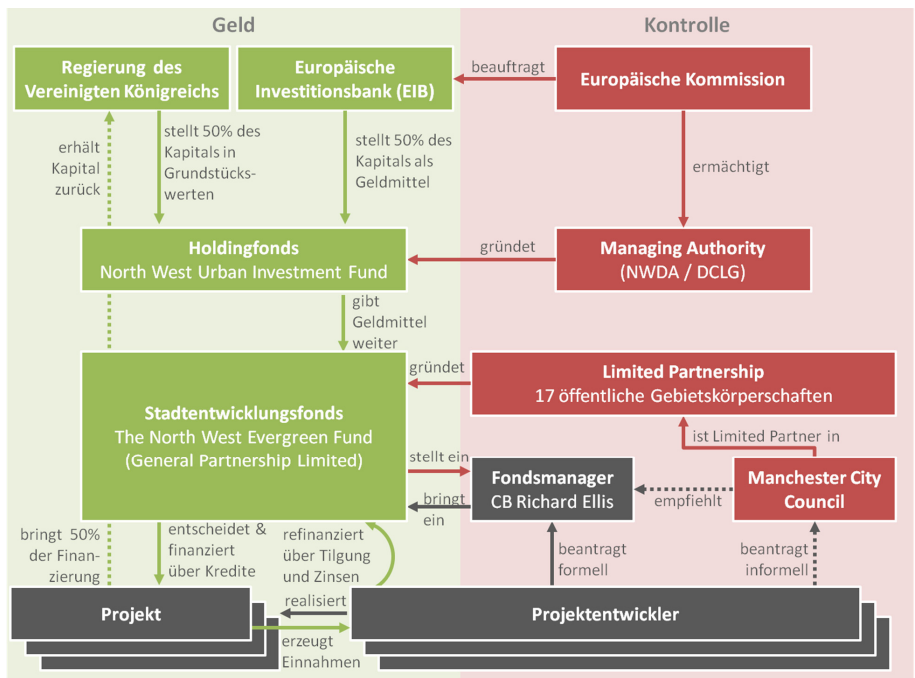 Geld
Kontrolle
Regierung des
Vereinigten Königreichs
Europäische
Investitionsbank (EIB)
beauftragt
Europäische Kommission
erhält
Kapital
zurück
stellt 50% des
Kapitals in
Grundstücks-
werten
stellt 50% des
Kapitals als
Geldmittel
ermächtigt
Holdingfonds
North West Urban Investment Fund
gründet
Managing Authority
(NWDA / DCLG)
gibt
Geldmittel
weiter
Stadtentwicklungsfonds
The North West Evergreen Fund
(General Partnership Limited)
gründet
Limited Partnership
17 öffentliche Gebietskörperschaften
ist Limited Partner in
stellt ein
bringt
ein
Fondsmanager
CB Richard Ellis
empfiehlt
Manchester City
Council
bringt 50%
der Finan-
zierung
entscheidet &
finanziert
über Kredite
refinanziert
über Tilgung
und Zinsen
beantragt
formell
beantragt
informell
Projekt
realisiert
erzeugt
Einnahmen
Projektentwickler